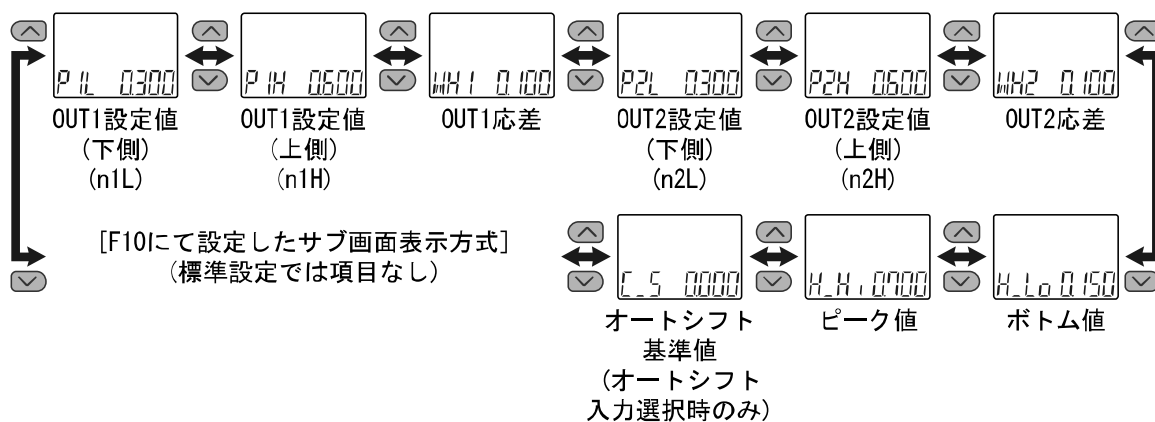 P 1L 0.300
P 1H 0.600
WH 1 0.100
P2L 0.300
P2H 0.600
WH2 0.100
OUT1設定値
(下側)
(n1L)
OUT1設定値
(上側)
(n1H)
OUT1応差
OUT2設定値
(下側)
(n2L)
OUT2設定値
(上側)
(n2H)
OUT2応差
[F10にて設定したサブ画面表示方式]
(標準設定では項目なし)
C_S 0.000
H_Hi 0.700
H_Lo 0.150
オートシフト
基準値
(オートシフト
入力選択時のみ)
ピーク値
ボトム値